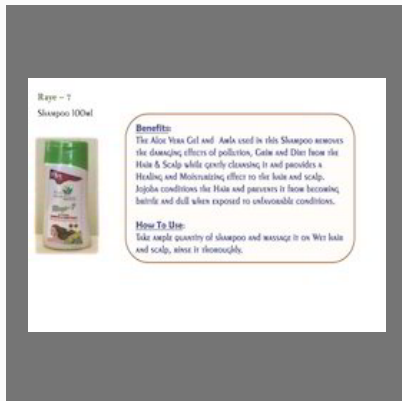 Raye – 7
Shampoo 100ml
Benefits:
The Aloe Vera Gel and Amla used in this Shampoo removes
the damaging effects of pollution, Grim and Dirt from the
Hair & Scalp while gently cleansing it and provides a
Healing and Moisturizing effect to the hair and scalp.
Jojoba conditions the Hair and prevents it from becoming
brittle and dull when exposed to unfavorable conditions.
How To Use:
Take ample quantity of shampoo and massage it on Wet hair
and scalp, rinse it thoroughly.